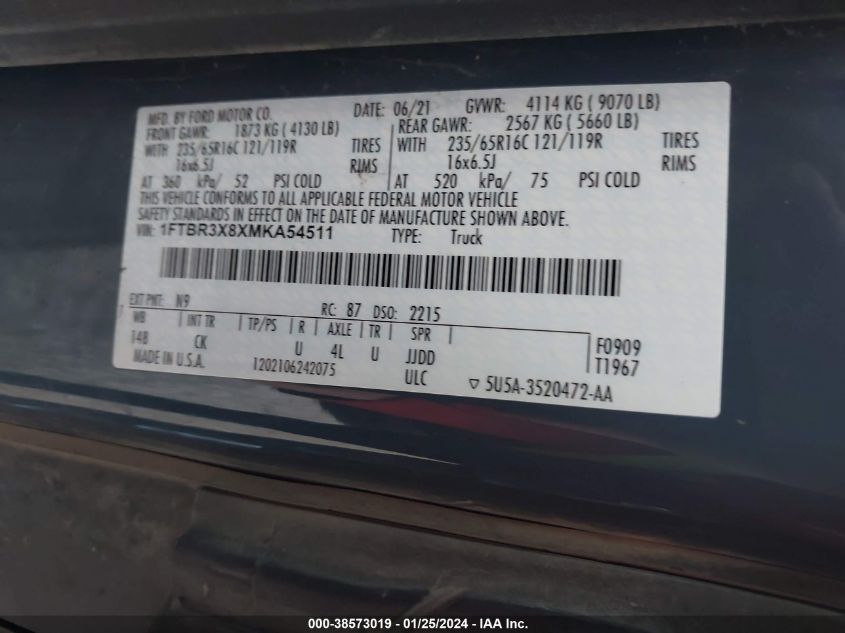 MFD. BY FORD MOTOR CO. DATE: 06/21 GVWR: 4114 KG ( 9070 LB)
FRONT GAWR: 1873 KG ( 4130 LB) REAR GAWR: 2567 KG ( 5660 LB)
WITH 235/65R16C 121/119R TIRES WITH 235/65R16C 121/119R TIRES
16x6.5J RIMS 16x6.5J RIMS
AT 360 kPa/ 52 PSI COLD AT 520 kPa/ 75 PSI COLD
THIS VEHICLE CONFORMS TO ALL APPLICABLE FEDERAL MOTOR VEHICLE
SAFETY STANDARDS IN EFFECT ON THE DATE OF MANUFACTURE SHOWN ABOVE.
VIN: 1FTBR3X8XMKA54511 TYPE: Truck
EXT PNT: N9 RC: 87 DSO: 2215
WB INT TR TP/PS R AXLE TR SPR F0909
148 CK U 4L U JJDD T1967
MADE IN U.S.A. 1202106242075 ULC ▽ 5U5A-3520472-AA
000-38573019 - 01/25/2024 - www.iaai.com/